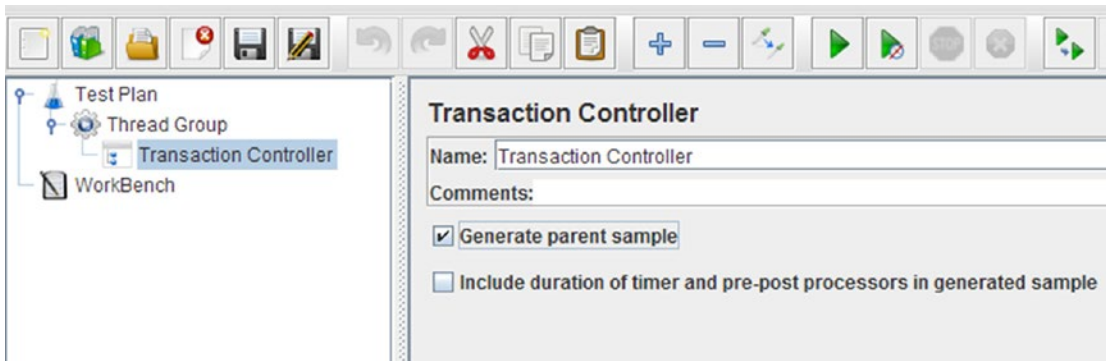 STOP
Test Plan
Thread Group
Transaction Controller
WorkBench
Transaction Controller
Name: Transaction Controller
Comments:
Generate parent sample
Include duration of timer and pre-post processors in generated sample